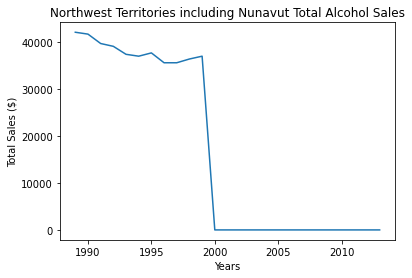 Northwest Territories including Nunavut Total Alcohol Sales
Total Sales ($)
40000
30000
20000
10000
0
1990 1995 2000 2005 2010
Years